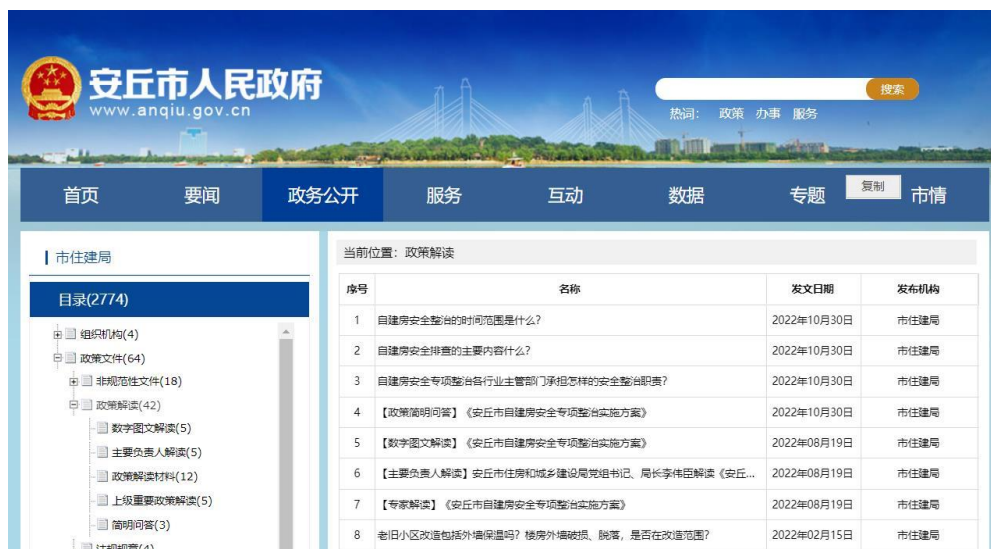 安丘市人民政府
www.anqiu.gov.cn
搜索
热词： 政策 办事 服务
首页 要闻 政务公开 服务 互动 数据 专题 复制 市情
市住建局
目录(2774)
组织机构(4)
政策文件(64)
非规范性文件(18)
政策解读(42)
数字图文解读(5)
主要负责人解读(5)
政策解读材料(12)
上级重要政策解读(5)
简明问答(3)
法规规章(4)
当前位置：政策解读
序号 名称 发文日期 发布机构
1 自建房安全整治的时间范围是什么？ 2022年10月30日 市住建局
2 自建房安全排查的主要内容什么？ 2022年10月30日 市住建局
3 自建房安全专项整治各行业主管部门承担怎样的安全整治职责？ 2022年10月30日 市住建局
4 【政策简明问答】《安丘市自建房安全专项整治实施方案》 2022年10月30日 市住建局
5 【数字图文解读】《安丘市自建房安全专项整治实施方案》 2022年08月19日 市住建局
6 【主要负责人解读】安丘市住房和城乡建设局党组书记、局长李伟臣解读《安丘... 2022年08月19日 市住建局
7 【专家解读】《安丘市自建房安全专项整治实施方案》 2022年08月19日 市住建局
8 老旧小区改造包括外墙保温吗？楼房外墙破损、脱落，是否在改造范围？ 2022年02月15日 市住建局